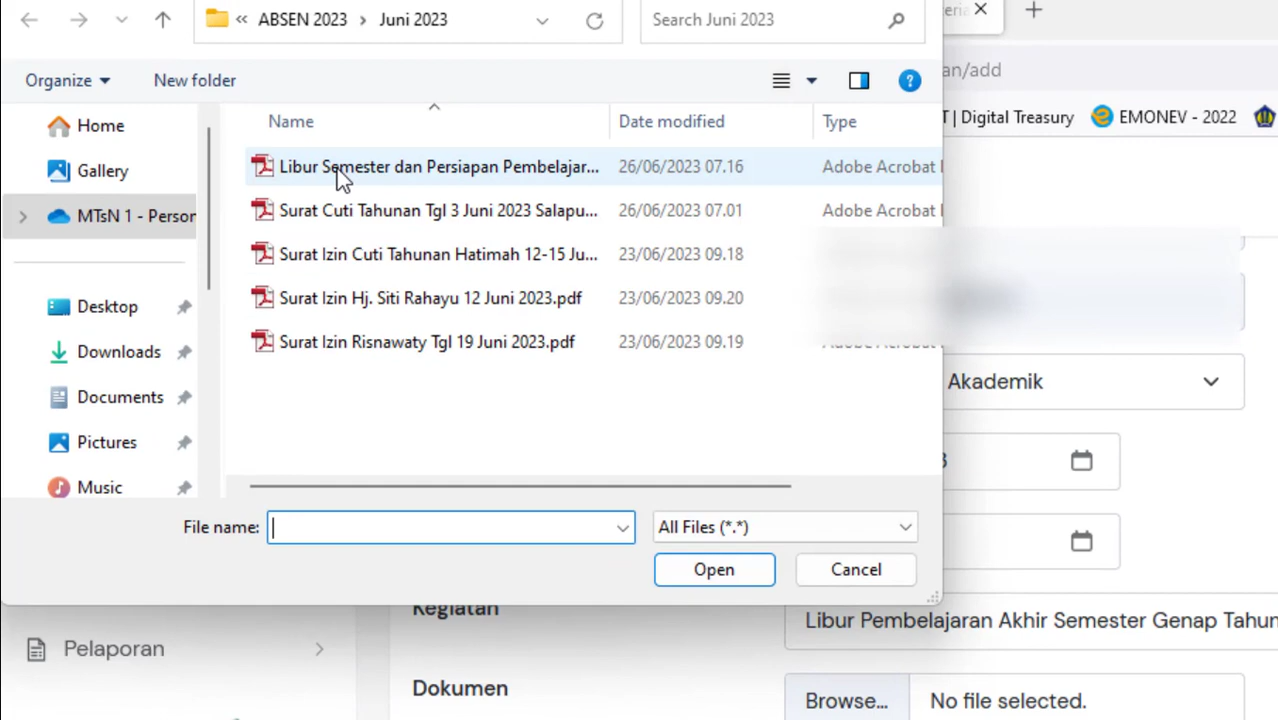 ABSEN 2023
Juni 2023
Search Juni 2023
an/add
Organize
New folder
T | Digital Treasury
EMONEV - 2022
Name
Date modified
Type
Home
Gallery
MTsN 1 - Person
Desktop
Downloads
Documents
Pictures
Music
Libur Semester dan Persiapan Pembelajar...
26/06/2023 07.16
Adobe Acrobat
Surat Cuti Tahunan Tgl 3 Juni 2023 Salapu...
26/06/2023 07.01
Adobe Acrobat
Surat Izin Cuti Tahunan Hatimah 12-15 Ju...
23/06/2023 09.18
Surat Izin Hj. Siti Rahayu 12 Juni 2023.pdf
23/06/2023 09.20
Surat Izin Risnawaty Tgl 19 Juni 2023.pdf
23/06/2023 09.19
Akademik
3
File name:
All Files (*.*)
Open
Cancel
Kegiatan
Libur Pembelajaran Akhir Semester Genap Tahun
Pelaporan
Dokumen
Browse...
No file selected.